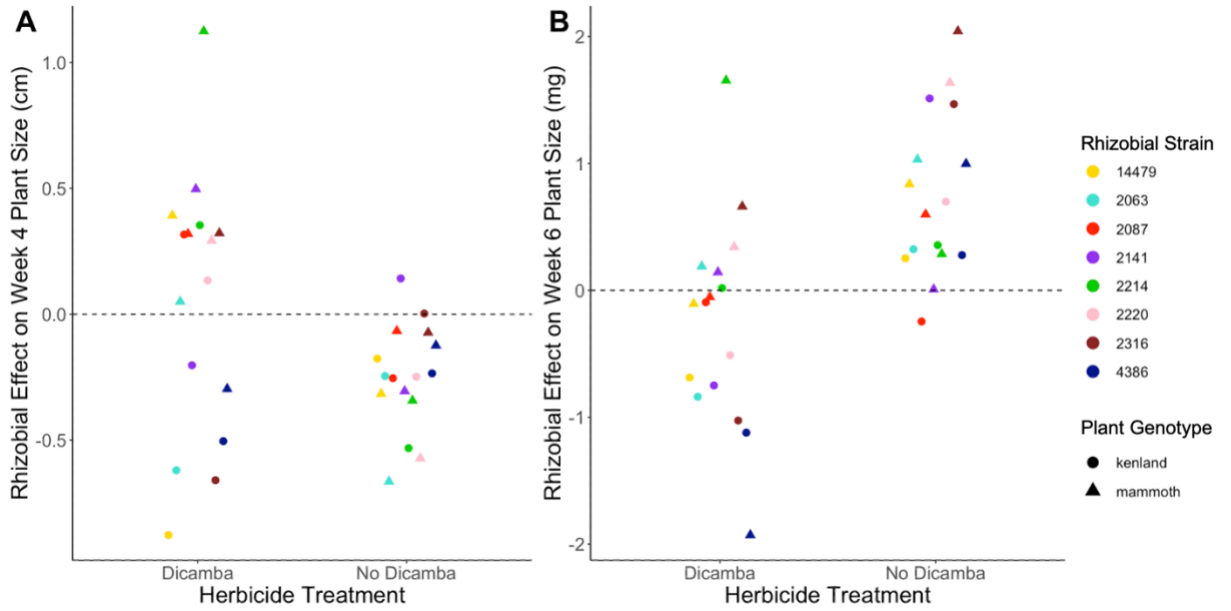 A
Rhizobial Effect on Week 4 Plant Size (cm)
1.0
0.5
0.0
-0.5
Dicamba
No Dicamba
Herbicide Treatment
B
Rhizobial Effect on Week 6 Plant Size (mg)
2
1
0
-1
-2
Dicamba
No Dicamba
Herbicide Treatment
Rhizobial Strain
14479
2063
2087
2141
2214
2220
2316
4386
Plant Genotype
kenland
mammoth